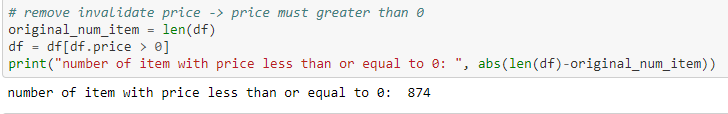 # remove invalidate price -> price must greater than 0
original_num_item = len(df)
df = df[df.price > 0]
print("number of item with price less than or equal to 0: ", abs(len(df)-original_num_item))
number of item with price less than or equal to 0:  874